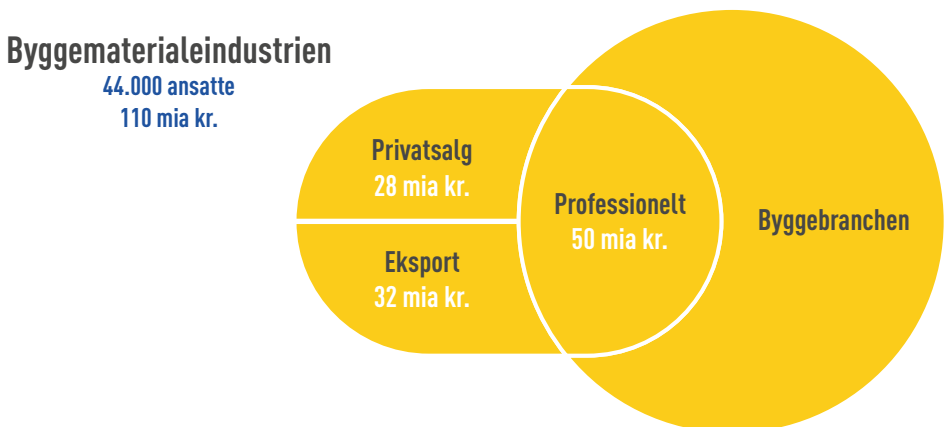 Byggematerialeindustrien
44.000 ansatte
110 mia kr.
Privatsalg
28 mia kr.
Eksport
32 mia kr.
Professionelt
50 mia kr.
Byggebranchen